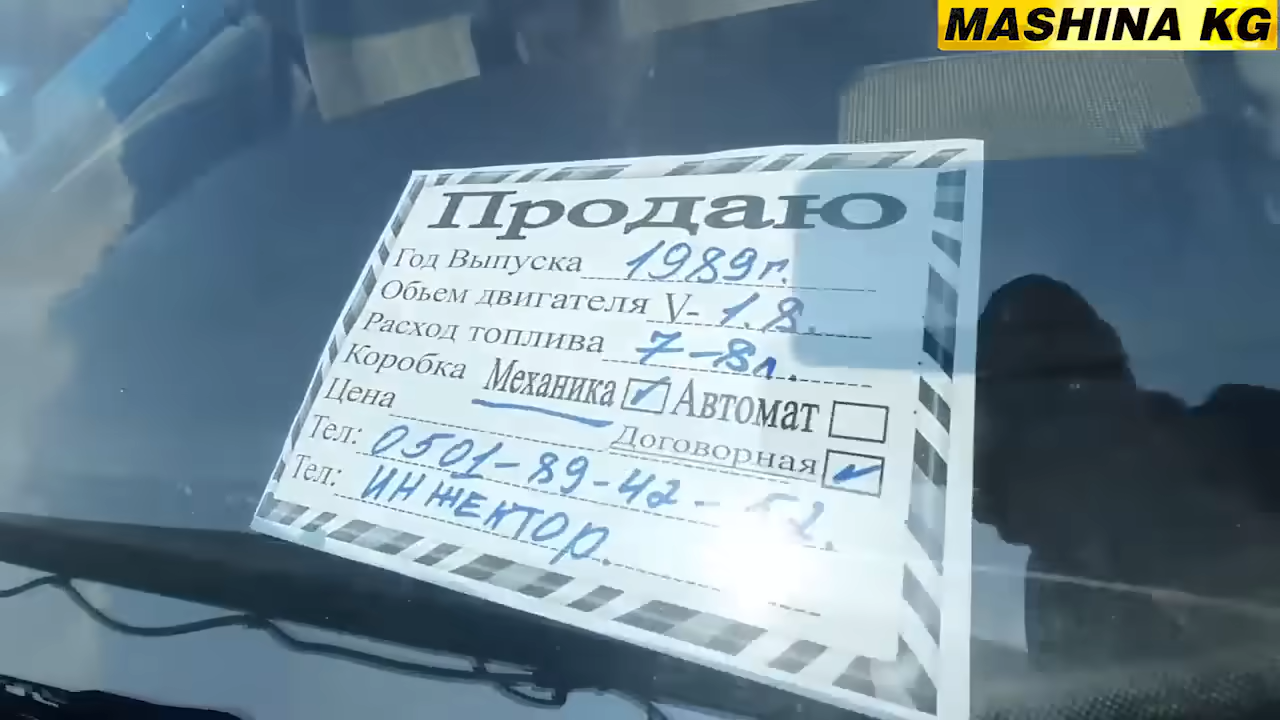 MASHINA KG
Продаю
Год Выпуска 1989г.
Обьем двигателя V- 1.8.
Расход топлива 7-8л.
Коробка Механика Автомат
Цена Договорная
Тел: 0501-89-42-52.
Тел: ИНЖЕКТОР.